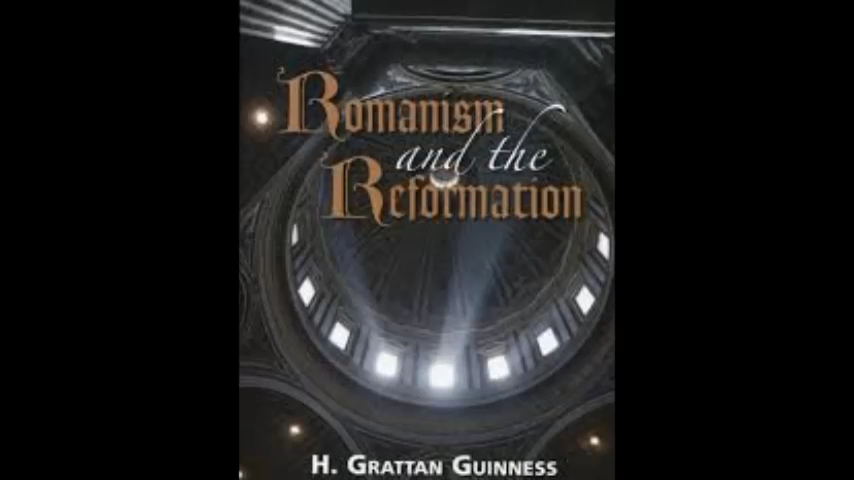 Romanism
and the
Reformation
H. GRATTAN GUINNESS